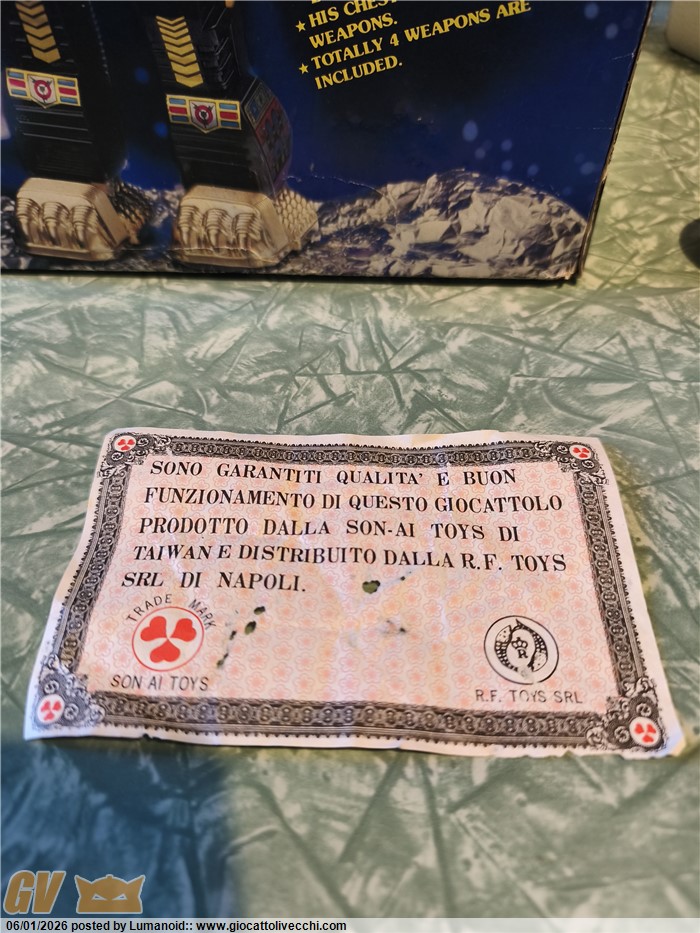 ★ HIS CHES
WEAPONS.
★ TOTALLY 4 WEAPONS ARE
INCLUDED.
SONO GARANTITI QUALITA' E BUON
FUNZIONAMENTO DI QUESTO GIOCATTOLO
PRODOTTO DALLA SON-AI TOYS DI
TAIWAN E DISTRIBUITO DALLA R.F. TOYS
SRL DI NAPOLI.
TRADE MARK
SON AI TOYS
R
R.F. TOYS SRL
GV
06/01/2026 posted by Lumanoid:: www.giocattolivecchi.com